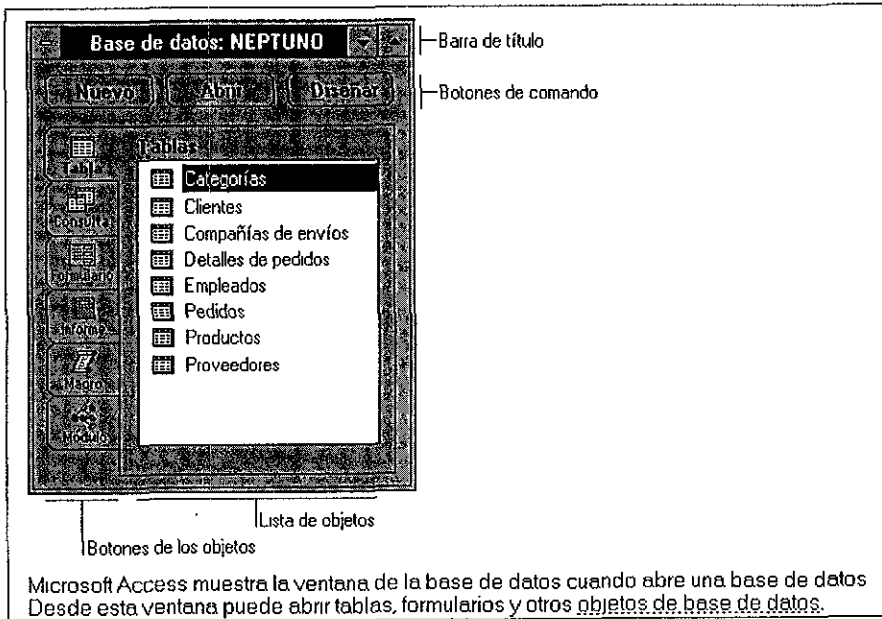 Base de datos: NEPTUNO
Barra de título
Nuevo Abrir Diseñar
Botones de comando
Tablas
Tabla
Consulta
Formulario
Informe
Macro
Módulo
Categorías
Clientes
Compañías de envíos
Detalles de pedidos
Empleados
Pedidos
Productos
Proveedores
Lista de objetos
Botones de los objetos
Microsoft Access muestra la ventana de la base de datos cuando abre una base de datos
Desde esta ventana puede abrir tablas, formularios y otros objetos de base de datos.